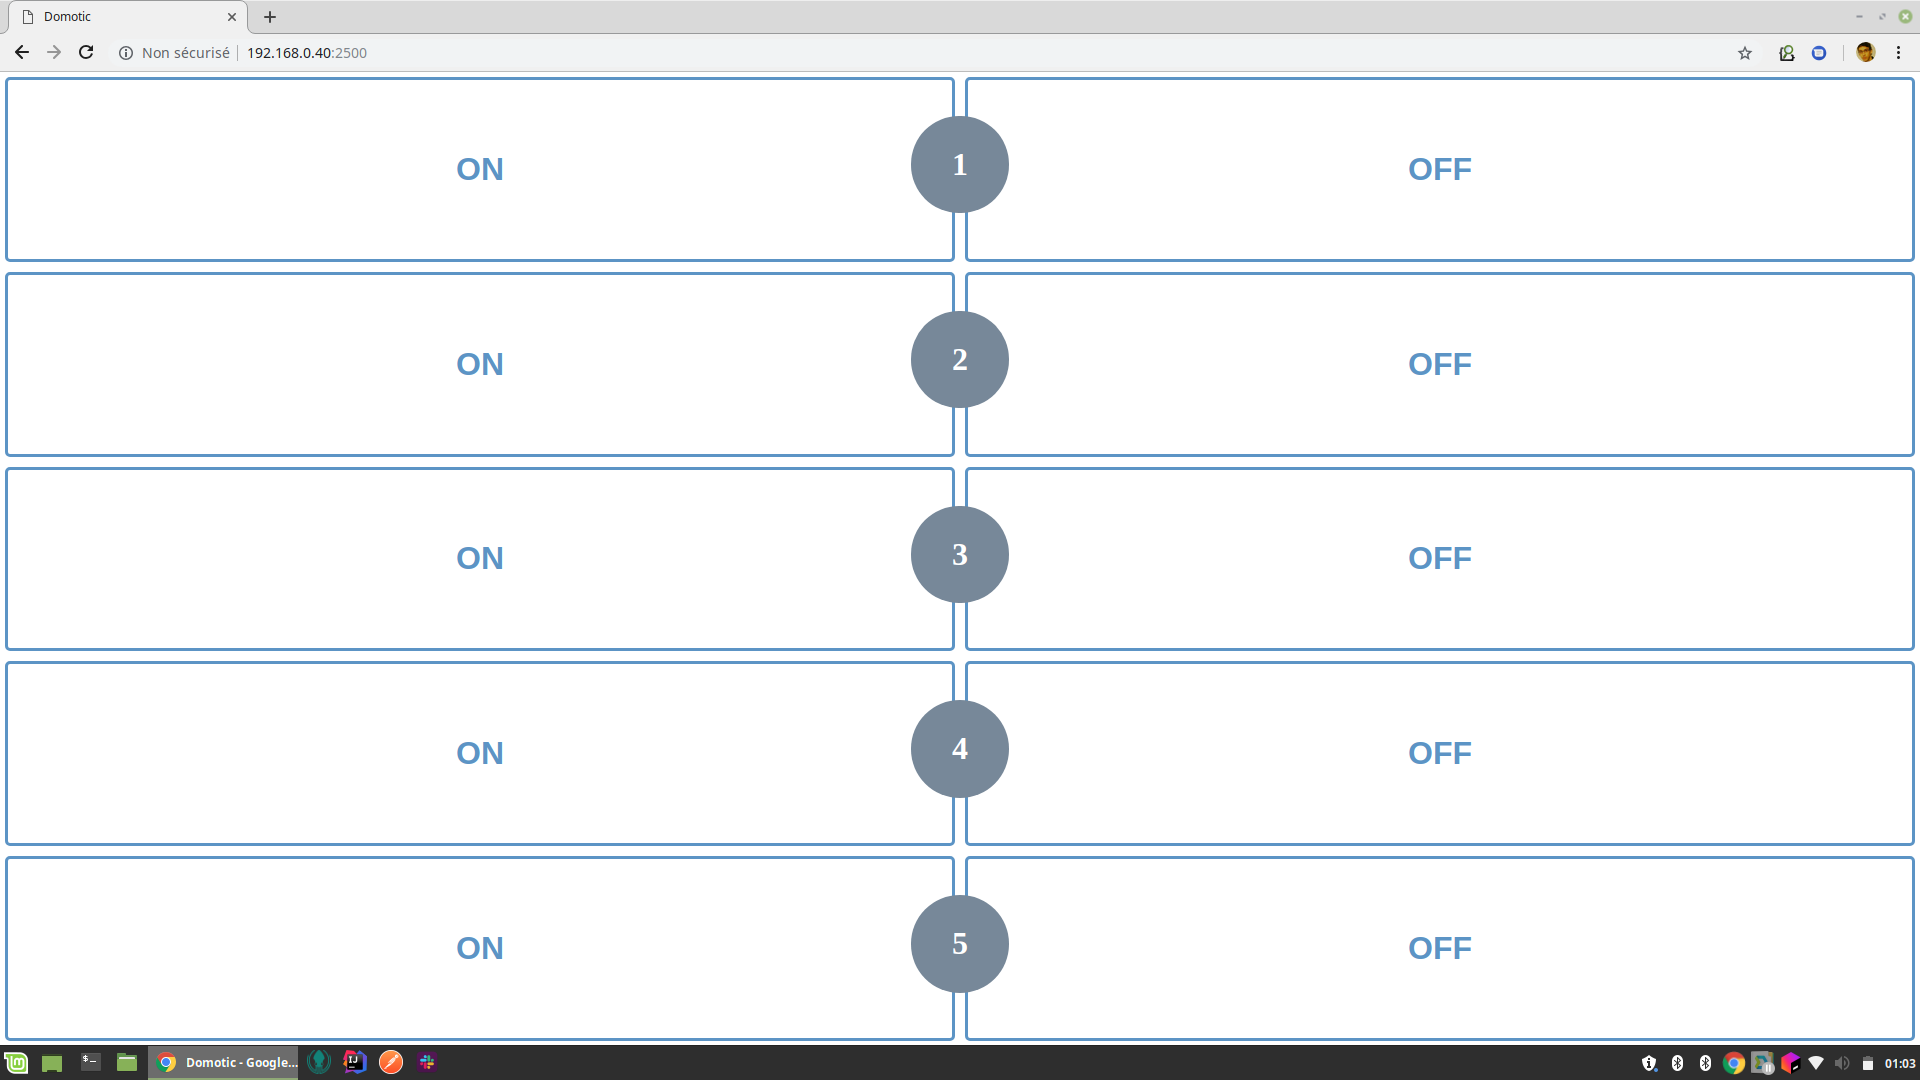 Domotic
Non sécurisé 192.168.0.40:2500
ON 1 OFF
ON 2 OFF
ON 3 OFF
ON 4 OFF
ON 5 OFF
Domotic - Google... 01:03